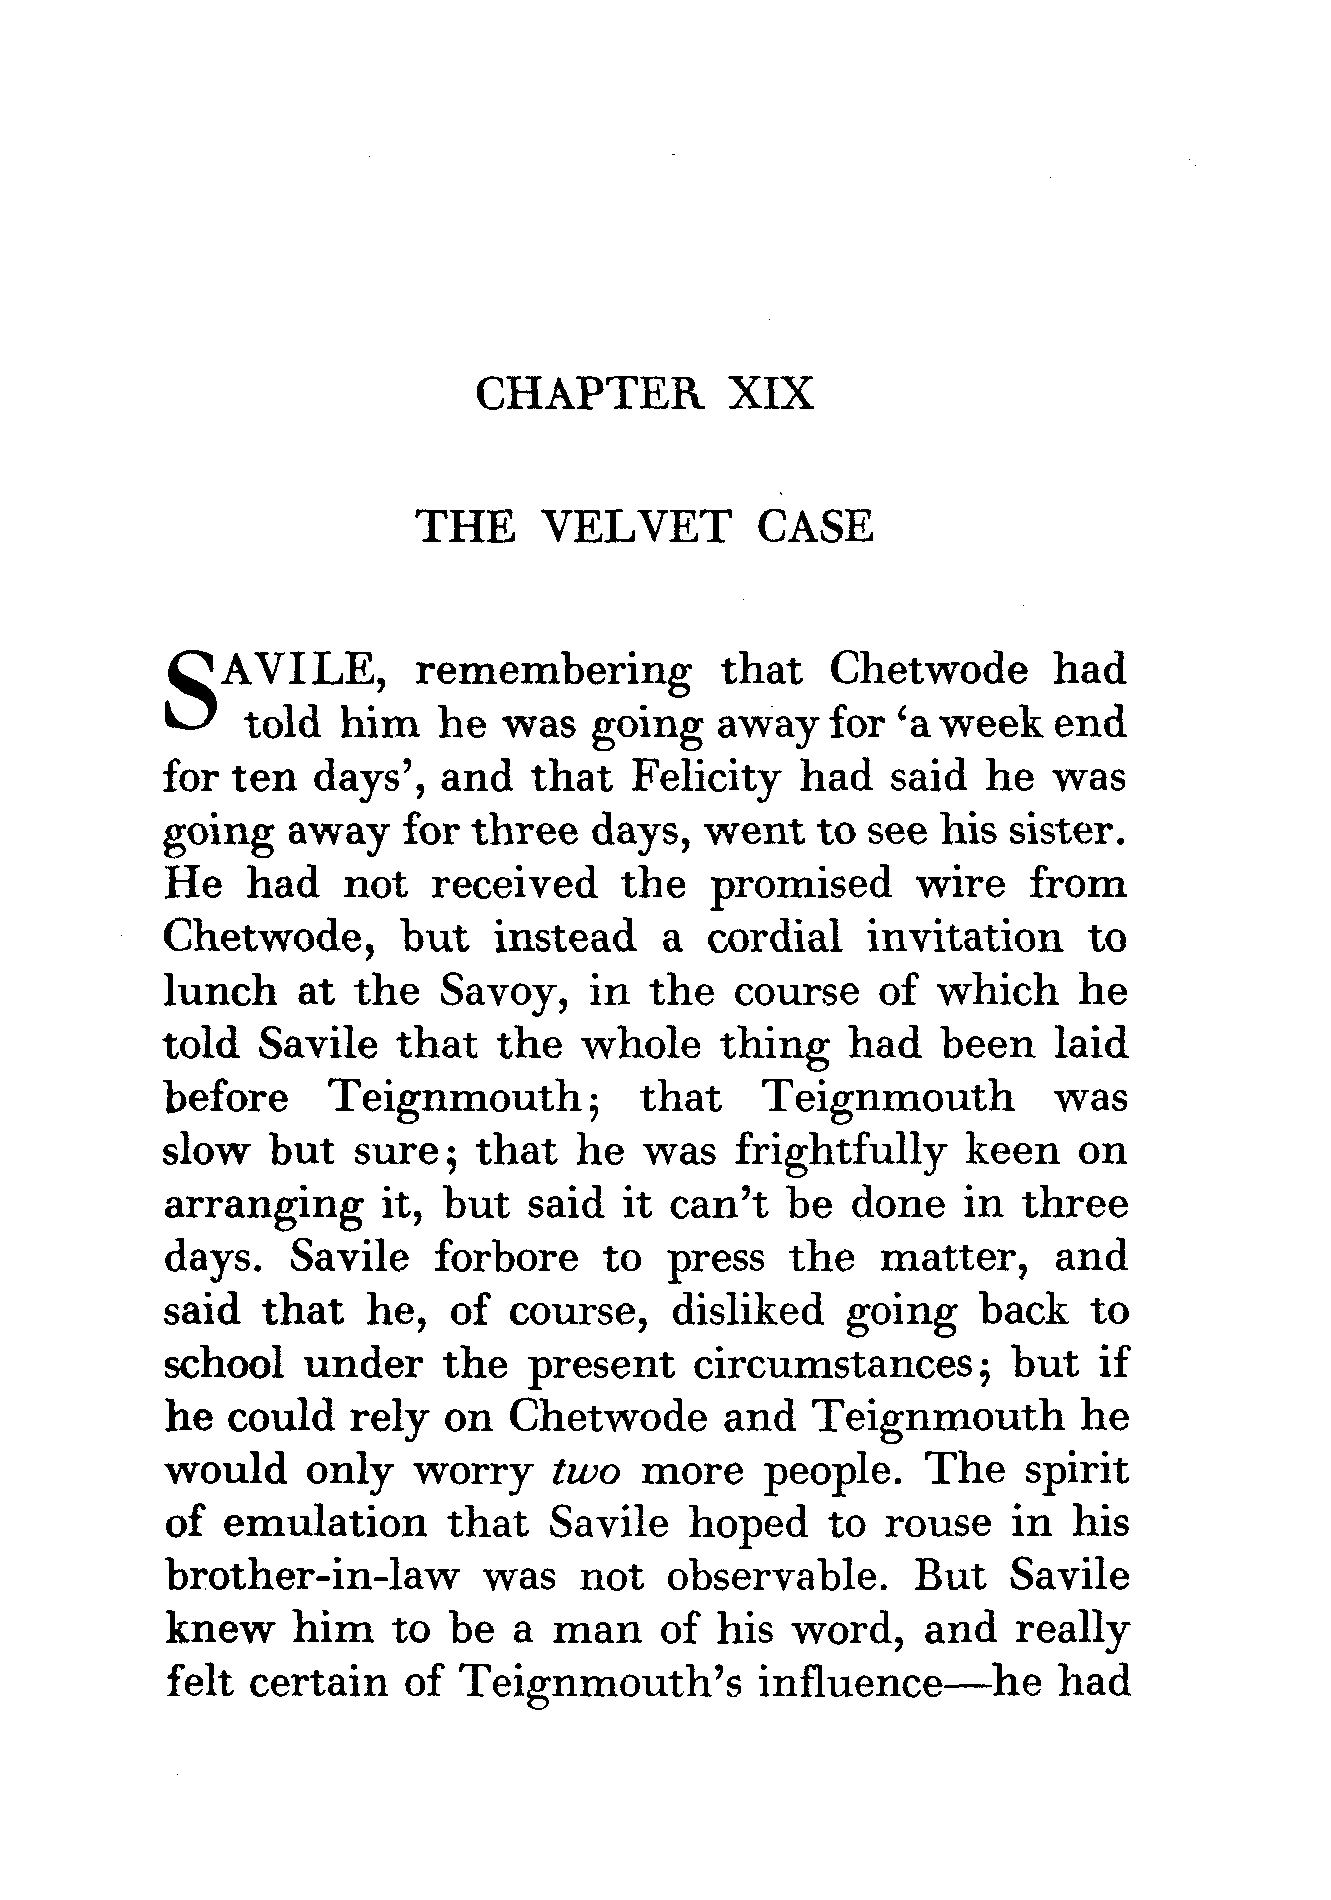 CHAPTER XIX
THE VELVET CASE
SAVILE, remembering that Chetwode had
told him he was going away for ‘a week end
for ten days’, and that Felicity had said he was
going away for three days, went to see his sister.
He had not received the promised wire from
Chetwode, but instead a cordial invitation to
lunch at the Savoy, in the course of which he
told Savile that the whole thing had been laid
before Teignmouth; that Teignmouth was
slow but sure; that he was frightfully keen on
arranging it, but said it can’t be done in three
days. Savile forbore to press the matter, and
said that he, of course, disliked going back to
school under the present circumstances; but if
he could rely on Chetwode and Teignmouth he
would only worry two more people. The spirit
of emulation that Savile hoped to rouse in his
brother-in-law was not observable. But Savile
knew him to be a man of his word, and really
felt certain of Teignmouth’s influence—he had